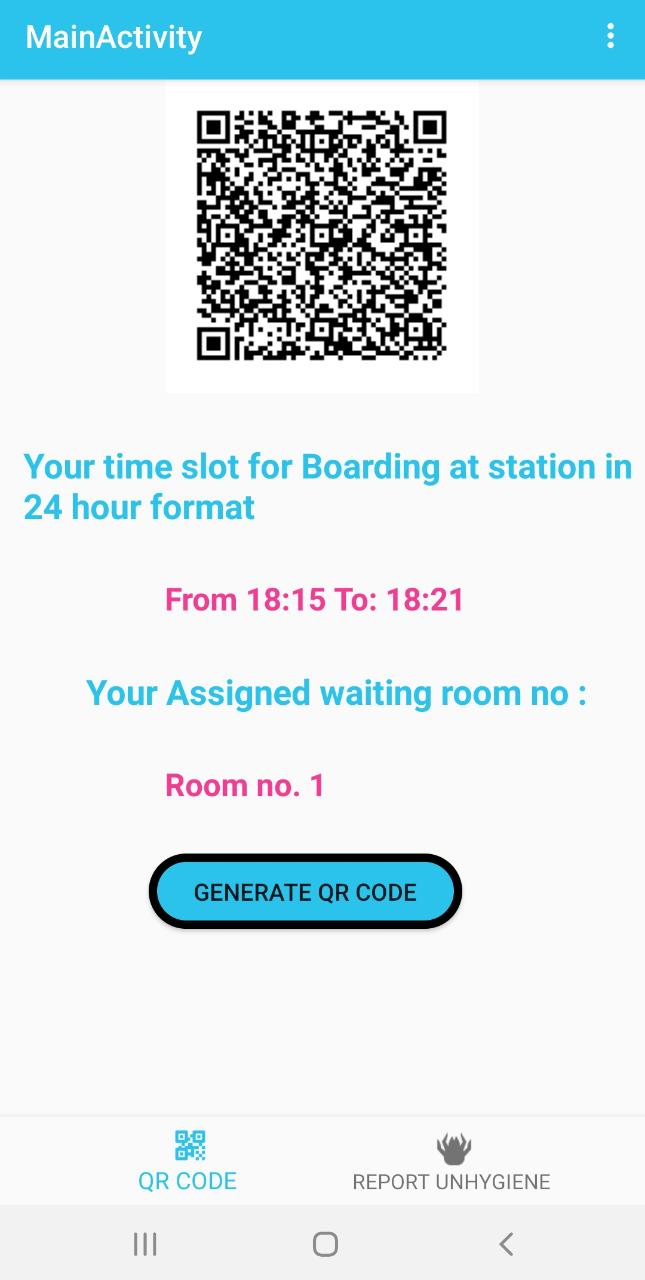 MainActivity
Your time slot for Boarding at station in
24 hour format
From 18:15 To: 18:21
Your Assigned waiting room no :
Room no. 1
GENERATE QR CODE
QR CODE
REPORT UNHYGIENE